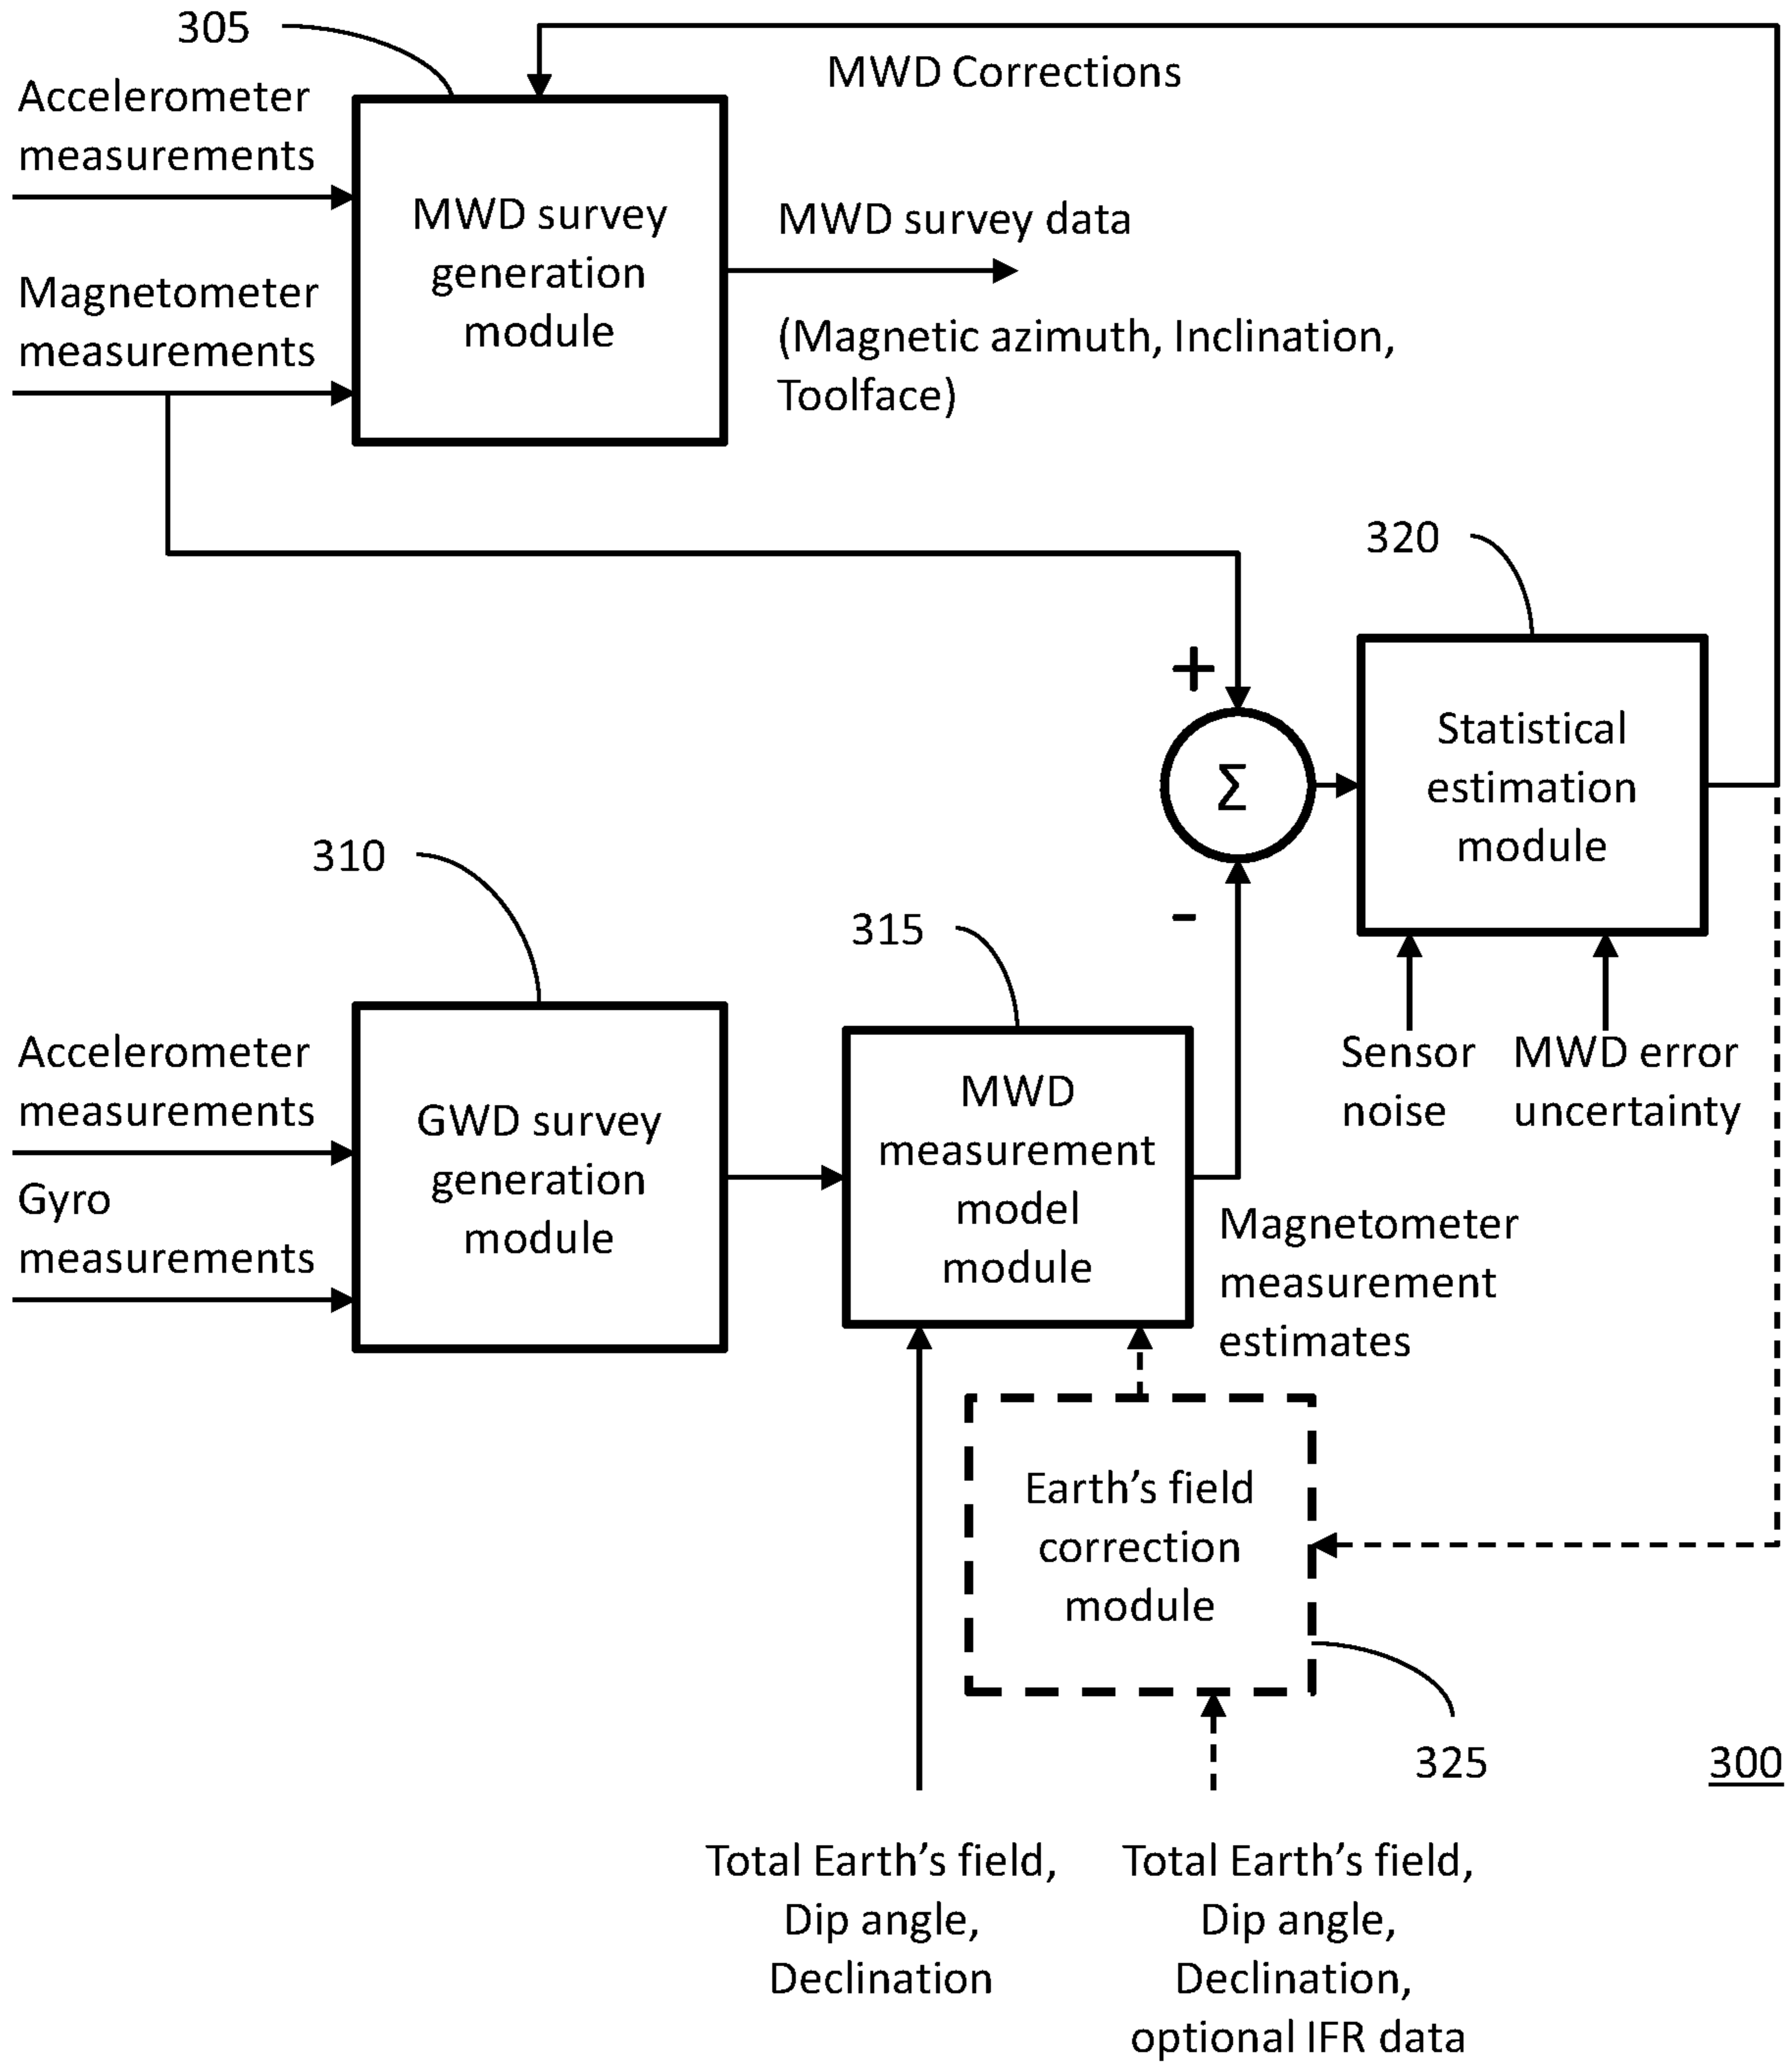 305
MWD Corrections
Accelerometer
measurements
MWD survey
generation
module
MWD survey data
Magnetometer
measurements
(Magnetic azimuth, Inclination,
Toolface)
320
+
Σ
Statistical
estimation
module
310
-
315
Sensor
noise
MWD error
uncertainty
Accelerometer
measurements
Gyro
measurements
GWD survey
generation
module
MWD
measurement
model
module
Magnetometer
measurement
estimates
Earth’s field
correction
module
325
300
Total Earth’s field,
Dip angle,
Declination
Total Earth’s field,
Dip angle,
Declination,
optional IFR data